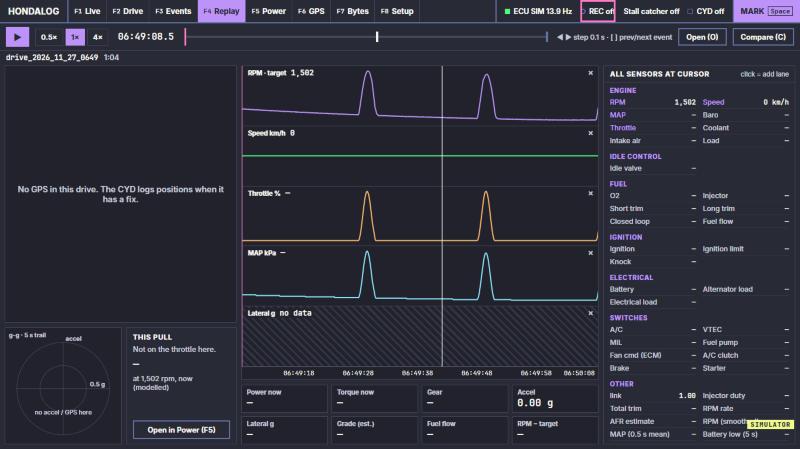 HONDALOG F1 Live F2 Drive F3 Events F4 Replay F5 Power F6 GPS F7 Bytes F8 Setup ECU SIM 13.9 Hz REC off Stall catcher off CYD off MARK Space
0.5× 1× 4× 06:49:08.5 ◀ ▶ step 0.1 s · [ ] prev/next event Open (O) Compare (C)
drive_2026_11_27_0649 1:04
No GPS in this drive. The CYD logs positions when it
has a fix.
g-g · 5 s trail
accel
0.5 g
no accel / GPS here
THIS PULL
Not on the throttle here.
–
at 1,502 rpm, now
(modelled)
Open in Power (F5)
RPM · target 1,502 ×
Speed km/h 0 ×
Throttle % – ×
MAP kPa – ×
Lateral g no data ×
06:49:18 06:49:28 06:49:38 06:49:48 06:49:58 06:50:08
Power now
–
Torque now
–
Gear
–
Accel
0.00 g
Lateral g
–
Grade (est.)
–
Fuel flow
–
RPM − target
–
ALL SENSORS AT CURSOR click = add lane
ENGINE
RPM 1,502 Speed 0 km/h
MAP – Baro –
Throttle – Coolant –
Intake air – Load –
IDLE CONTROL
Idle valve –
FUEL
O2 – Injector –
Short trim – Long trim –
Closed loop – Fuel flow –
IGNITION
Ignition – Ignition limit –
Knock –
ELECTRICAL
Battery – Alternator load –
Electrical load –
SWITCHES
A/C – VTEC –
MIL – Fuel pump –
Fan cmd (ECM) – A/C clutch –
Brake – Starter –
OTHER
link 1.00 Injector duty –
Total trim – RPM rate –
AFR estimate – RPM (smooth
SIMULATOR
MAP (0.5 s mean) – Battery low (5 s) –